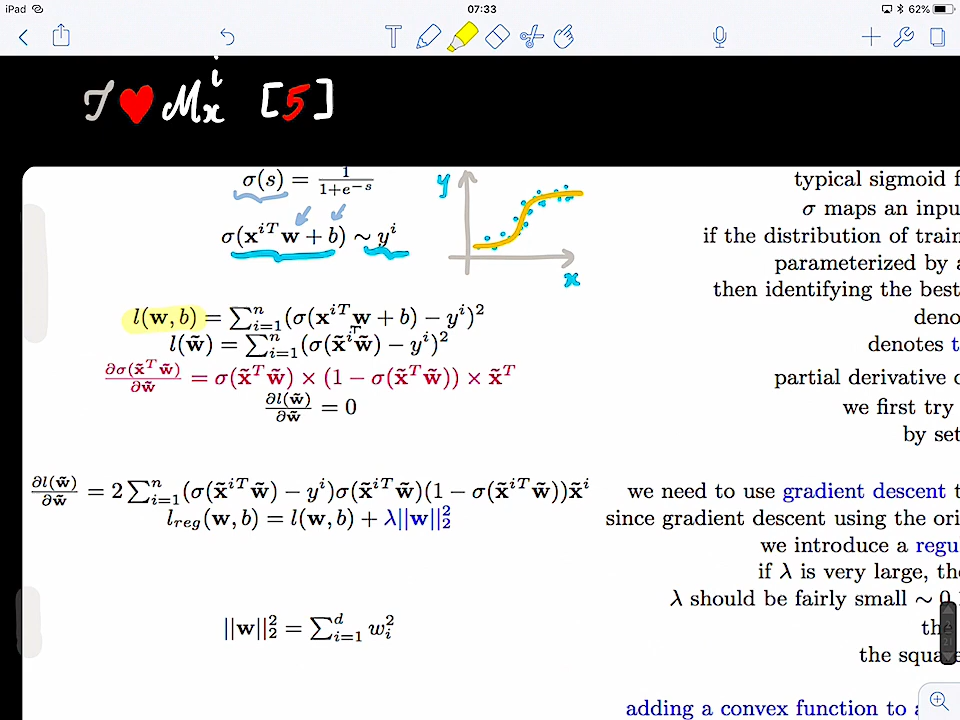 iPad 07:33 62%
I ♥ Mxⁱ [5]
σ(s) = 1/(1+e^{−s}) y typical sigmoid f
σ maps an inpu
σ(x^{iT} w + b) ∼ y^i if the distribution of train
parameterized by a
x
then identifying the best
l(w, b) = ∑_{i=1}^{n} (σ(x^{iT} w + b) − y^i)^2 deno
l(w̃) = ∑_{i=1}^{n} (σ(x̃^{iT} w̃) − y^i)^2 denotes t
∂σ(x̃^T w̃)/∂w̃ = σ(x̃^T w̃) × (1 − σ(x̃^T w̃)) × x̃^T partial derivative o
∂l(w̃)/∂w̃ = 0 we first try
by set
∂l(w̃)/∂w̃ = 2 ∑_{i=1}^{n} (σ(x̃^{iT} w̃) − y^i)σ(x̃^{iT} w̃)(1 − σ(x̃^{iT} w̃))x̃^i we need to use gradient descent t
l_{reg}(w, b) = l(w, b) + λ||w||_2^2 since gradient descent using the ori
we introduce a regu
if λ is very large, the
λ should be fairly small ∼ 0.
||w||_2^2 = ∑_{i=1}^{d} w_i^2 the
the squa
adding a convex function to a